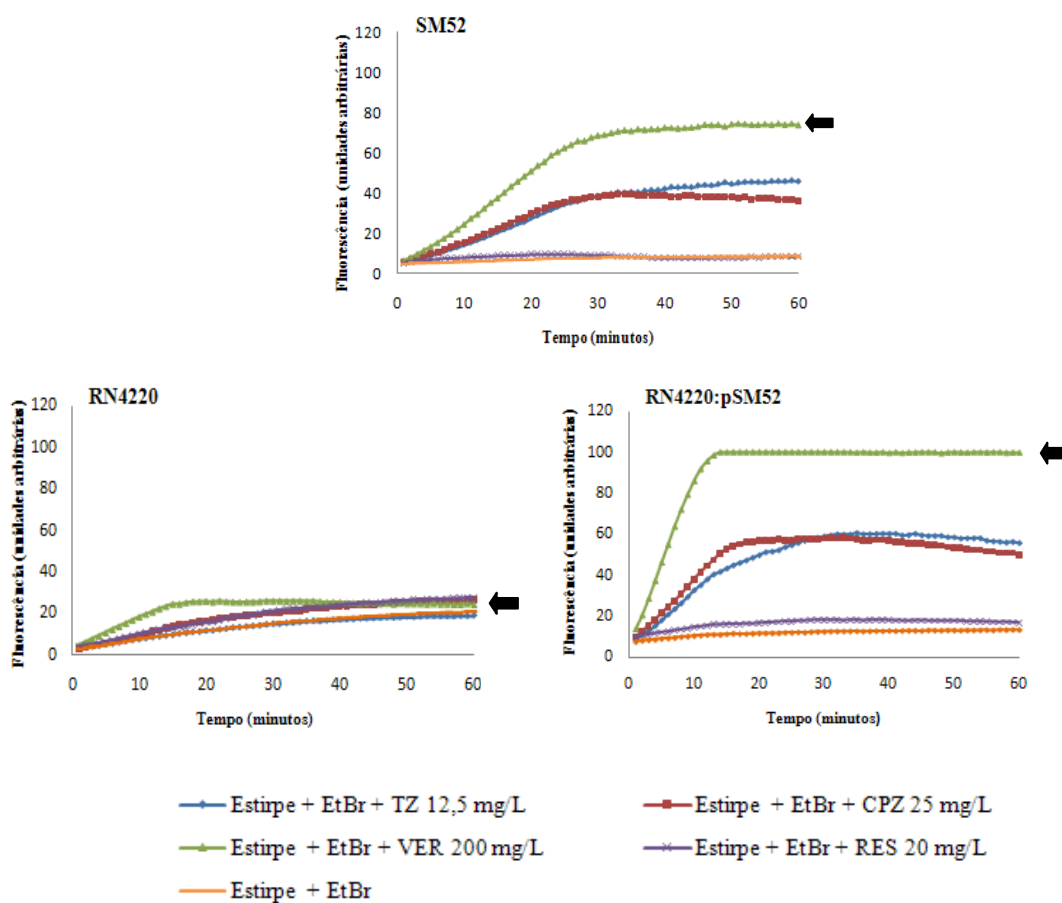 SM52
Fluorescência (unidades arbitrárias)
120
100
80
60
40
20
0
0 10 20 30 40 50 60
Tempo (minutos)
RN4220
Fluorescência (unidades arbitrárias)
120
100
80
60
40
20
0
0 10 20 30 40 50 60
Tempo (minutos)
RN4220:pSM52
Fluorescência (unidades arbitrárias)
120
100
80
60
40
20
0
0 10 20 30 40 50 60
Tempo (minutos)
Estirpe + EtBr + TZ 12,5 mg/L
Estirpe + EtBr + CPZ 25 mg/L
Estirpe + EtBr + VER 200 mg/L
Estirpe + EtBr + RES 20 mg/L
Estirpe + EtBr